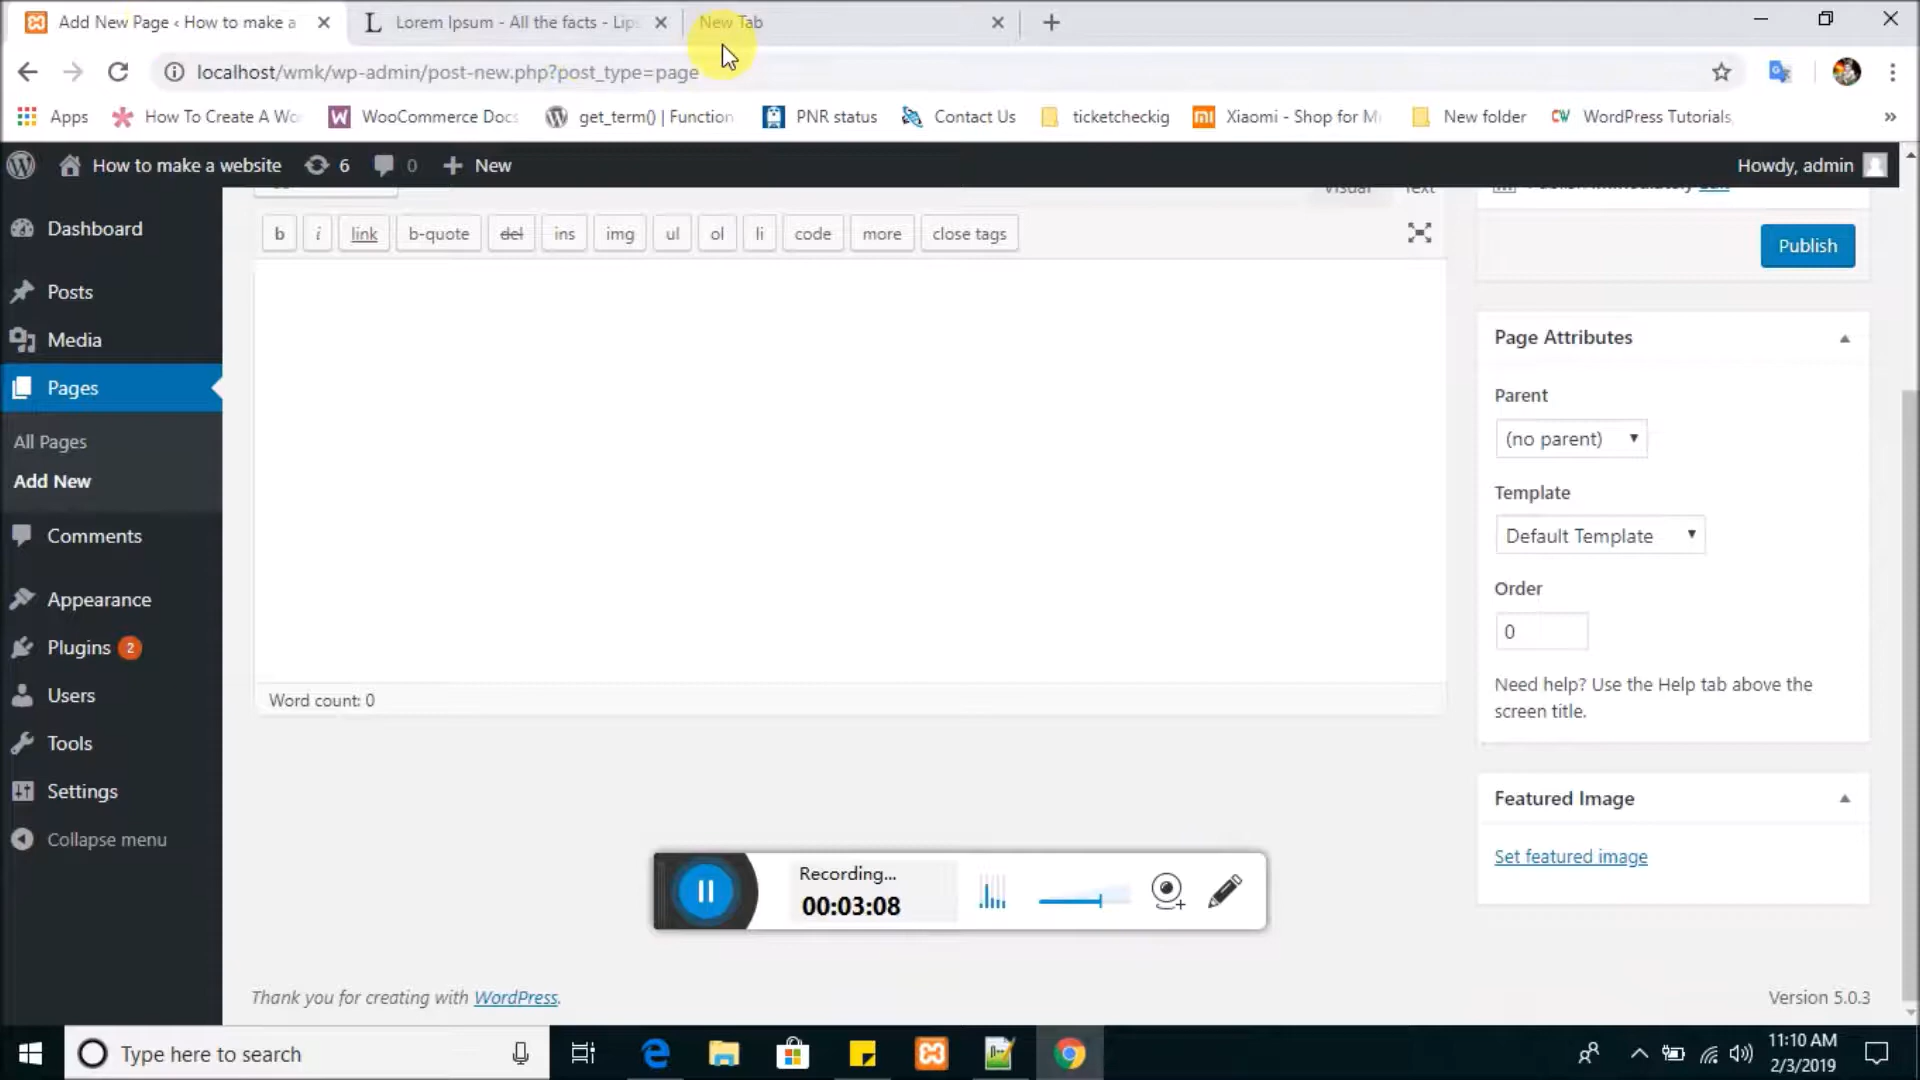 Add New Page ‹ How to make a
Lorem Ipsum - All the facts - Lips
New Tab
localhost/wmk/wp-admin/post-new.php?post_type=page
Apps
How To Create A Wo
WooCommerce Docs
get_term() | Function
PNR status
Contact Us
ticketcheckig
Xiaomi - Shop for Mi
New folder
WordPress Tutorials,
»
How to make a website
6
0
New
Howdy, admin
Visual
Text
Publish immediately Edit
b
i
link
b-quote
del
ins
img
ul
ol
li
code
more
close tags
Publish
Dashboard
Posts
Media
Pages
All Pages
Add New
Comments
Appearance
Plugins 2
Users
Tools
Settings
Collapse menu
Word count: 0
Page Attributes
Parent
(no parent)
Template
Default Template
Order
0
Need help? Use the Help tab above the
screen title.
Featured Image
Set featured image
Recording...
00:03:08
Thank you for creating with WordPress.
Version 5.0.3
Type here to search
11:10 AM
2/3/2019